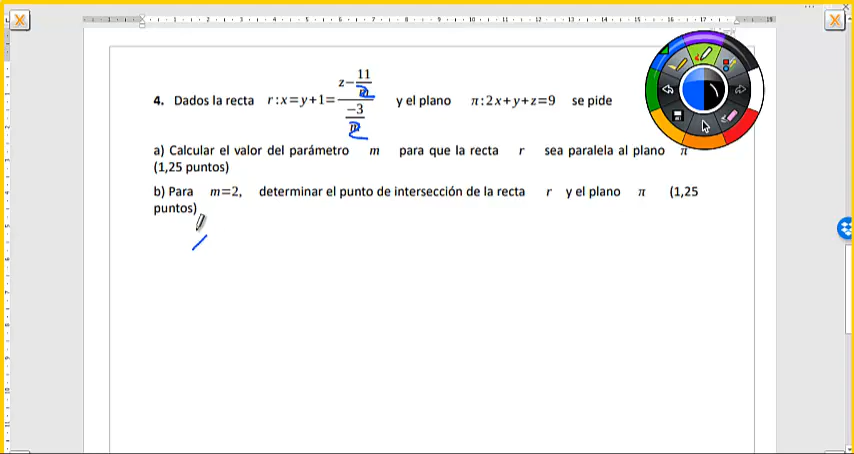 4. Dados la recta r:x=y+1=(z−11/m)/(−3/m) y el plano π:2x+y+z=9 se pide
2
2
a) Calcular el valor del parámetro m para que la recta r sea paralela al plano π
(1,25 puntos)
b) Para m=2, determinar el punto de intersección de la recta r y el plano π (1,25
puntos)